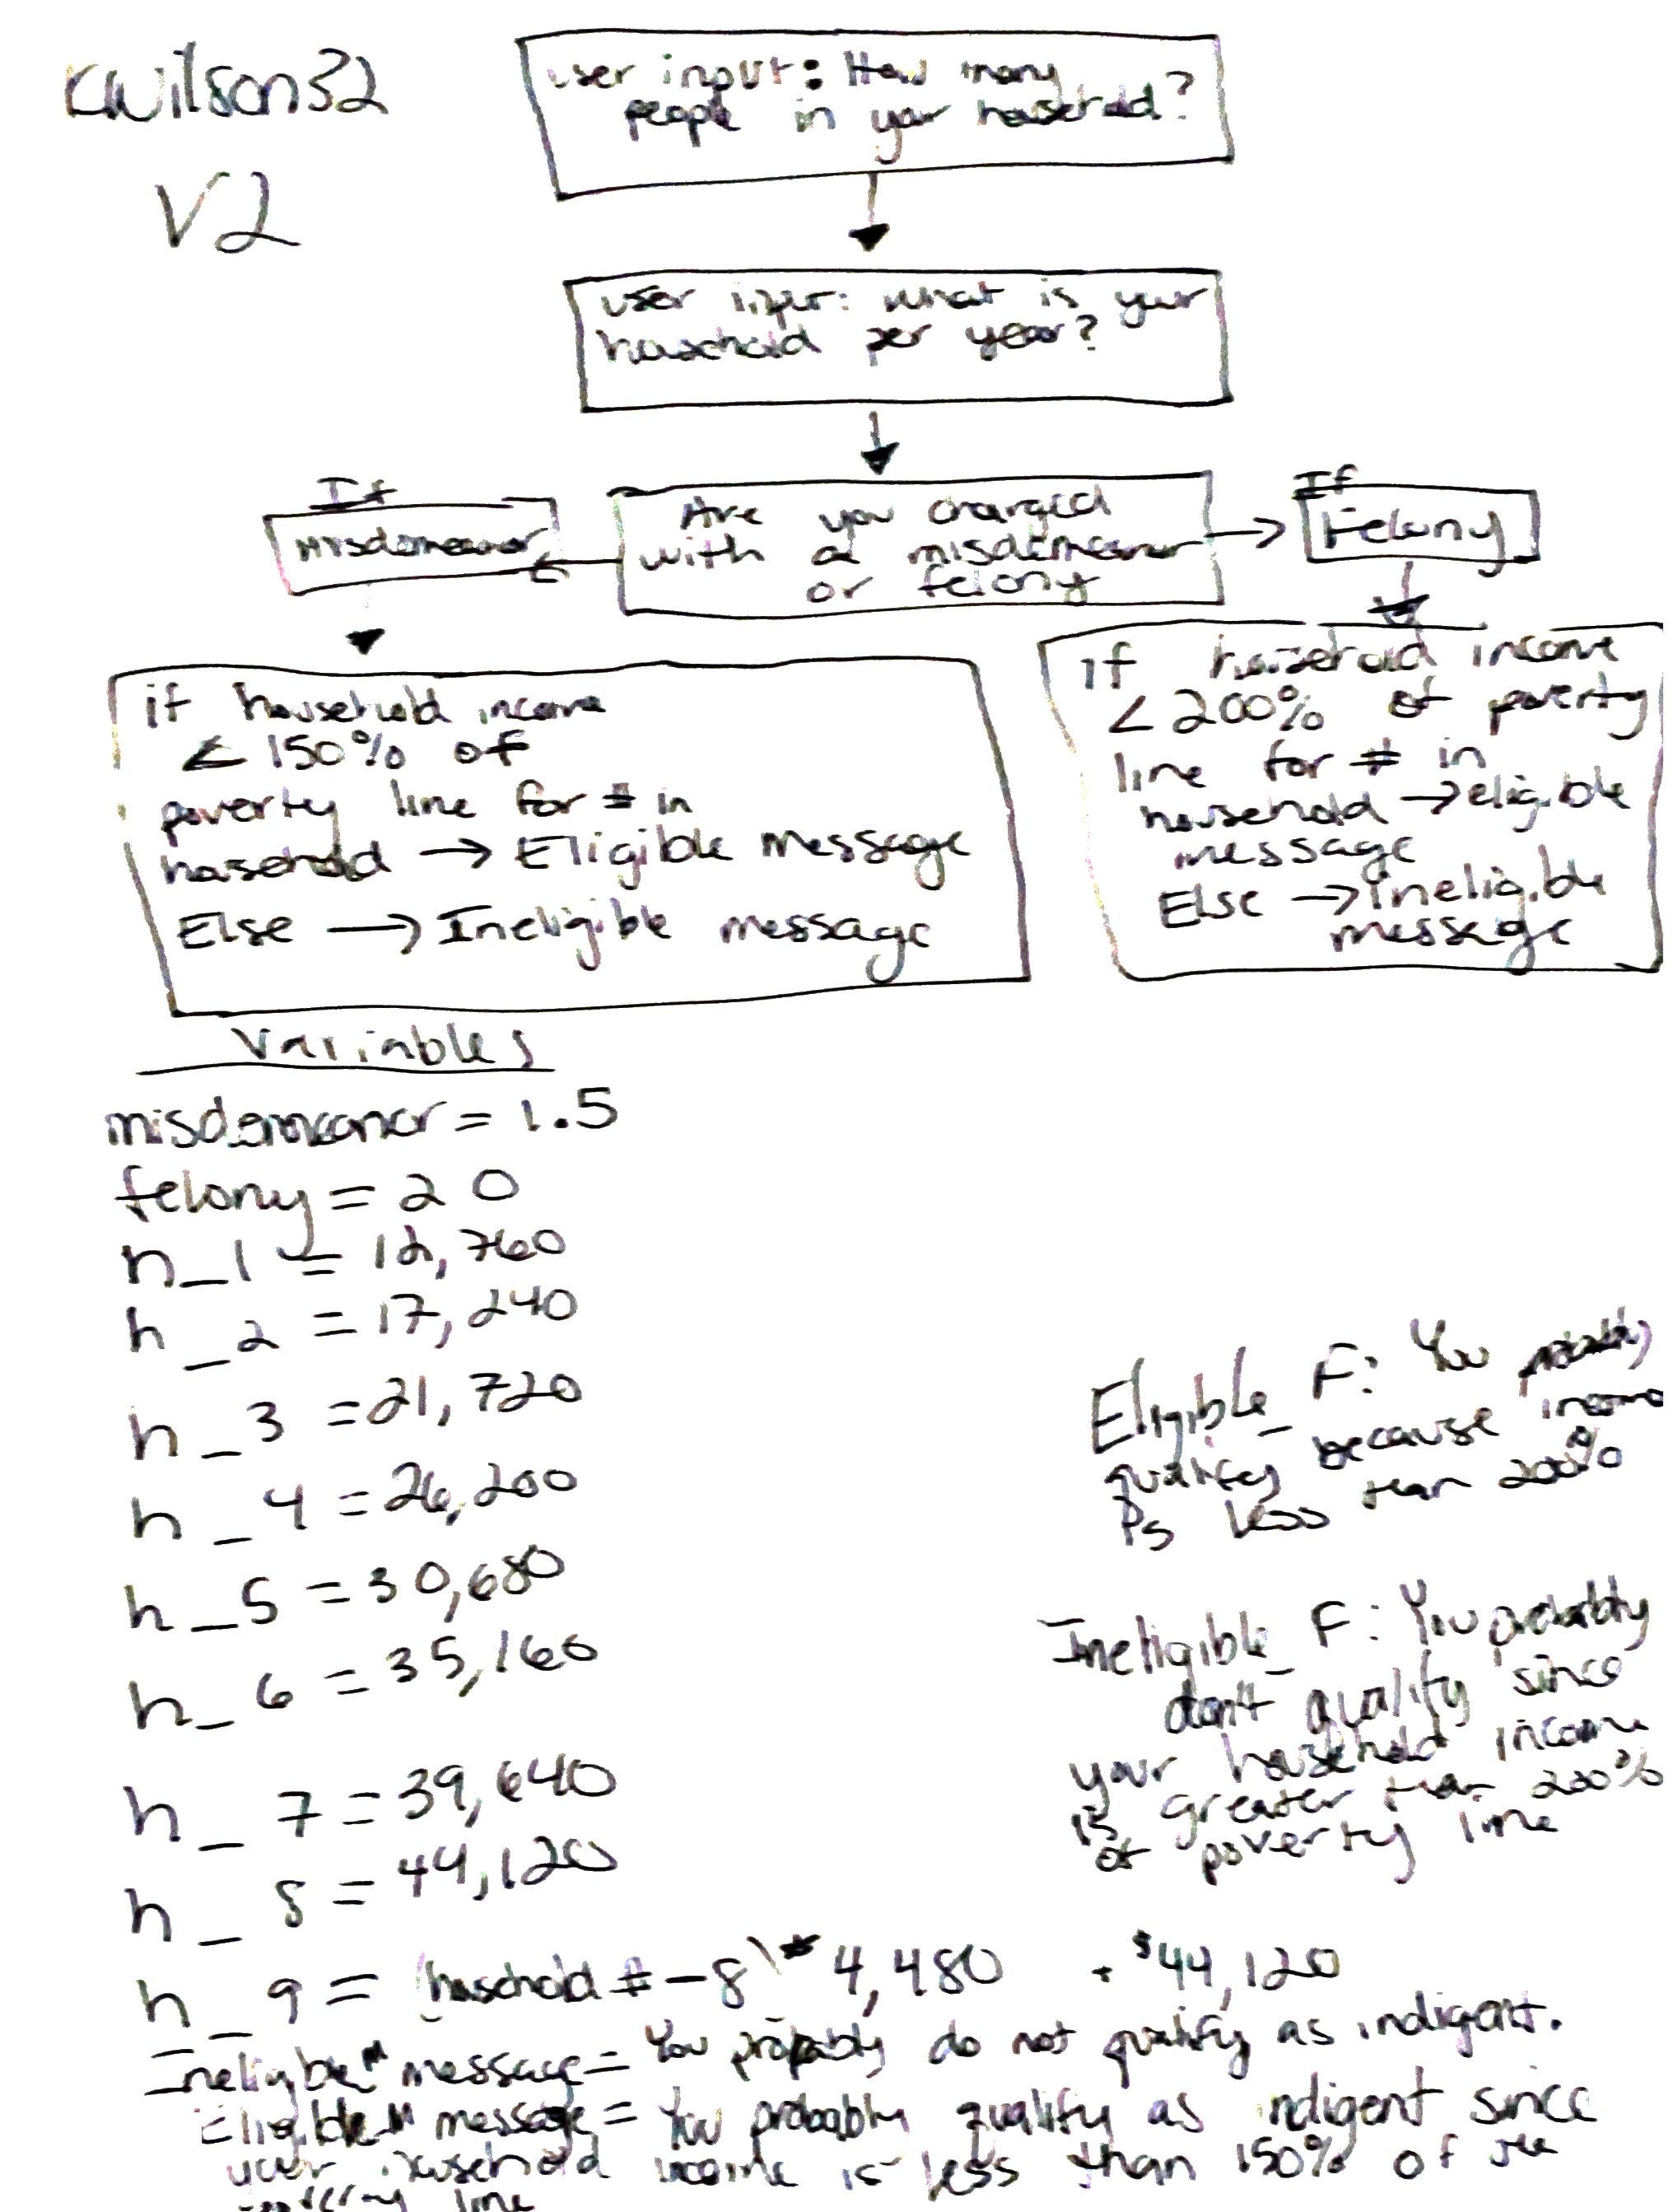 kwilson32
V2
user input: How many
people in your household?
user input: what is your
household per year?
If
Misdemeanor
Are you charged
with a misdemeanor
or felony
If
Felony
if household income
≤ 150% of
poverty line for # in
household → Eligible message
Else → Ineligible message
if household income
< 200% of poverty
line for # in
household → eligible
message
Else → ineligible
message
Variables
misdemeanor = 1.5
felony = 2 0
h_1 = 12,760
h_2 = 17,240
h_3 = 21,720
h_4 = 26,200
h_5 = 30,680
h_6 = 35,160
h_7 = 39,640
h_8 = 44,120
h_9 = (household # - 8) * 4,480 + $44,120
Eligible_F: You probably
qualify because income
is less than 200%
Ineligible_F: You probably
don't qualify since
your household income
is greater than 200%
of poverty line
Ineligible M message = You probably do not qualify as indigent.
Eligible M message = You probably qualify as indigent since
your household income is less than 150% of the
poverty line